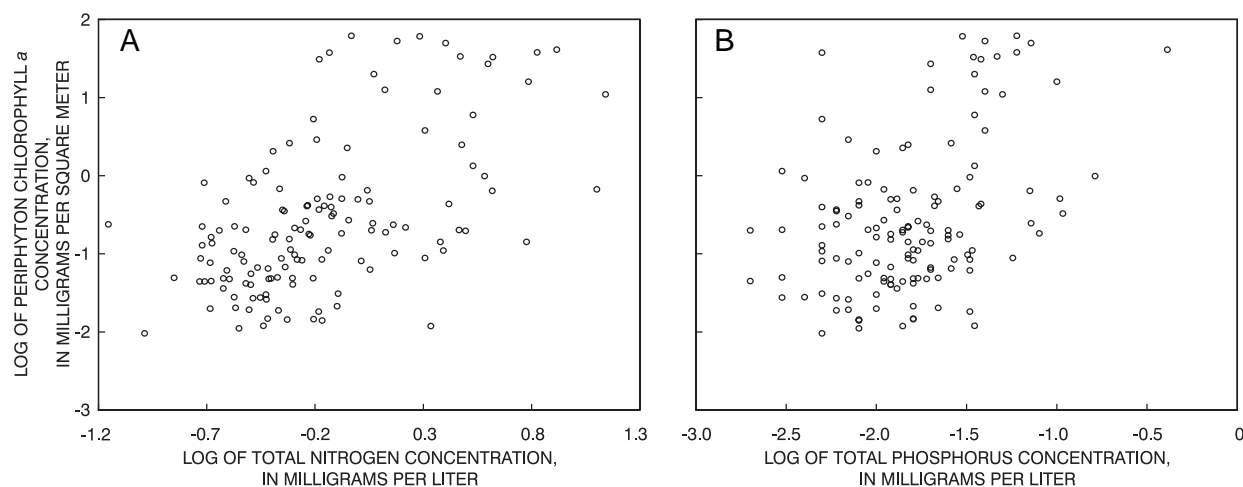 LOG OF PERIPHYTON CHLOROPHYLL a
CONCENTRATION,
IN MILLIGRAMS PER SQUARE METER
2
1
0
-1
-2
-3
A
-1.2 -0.7 -0.2 0.3 0.8 1.3
LOG OF TOTAL NITROGEN CONCENTRATION,
IN MILLIGRAMS PER LITER
B
-3.0 -2.5 -2.0 -1.5 -1.0 0
LOG OF TOTAL PHOSPHORUS CONCENTRATION,
IN MILLIGRAMS PER LITER